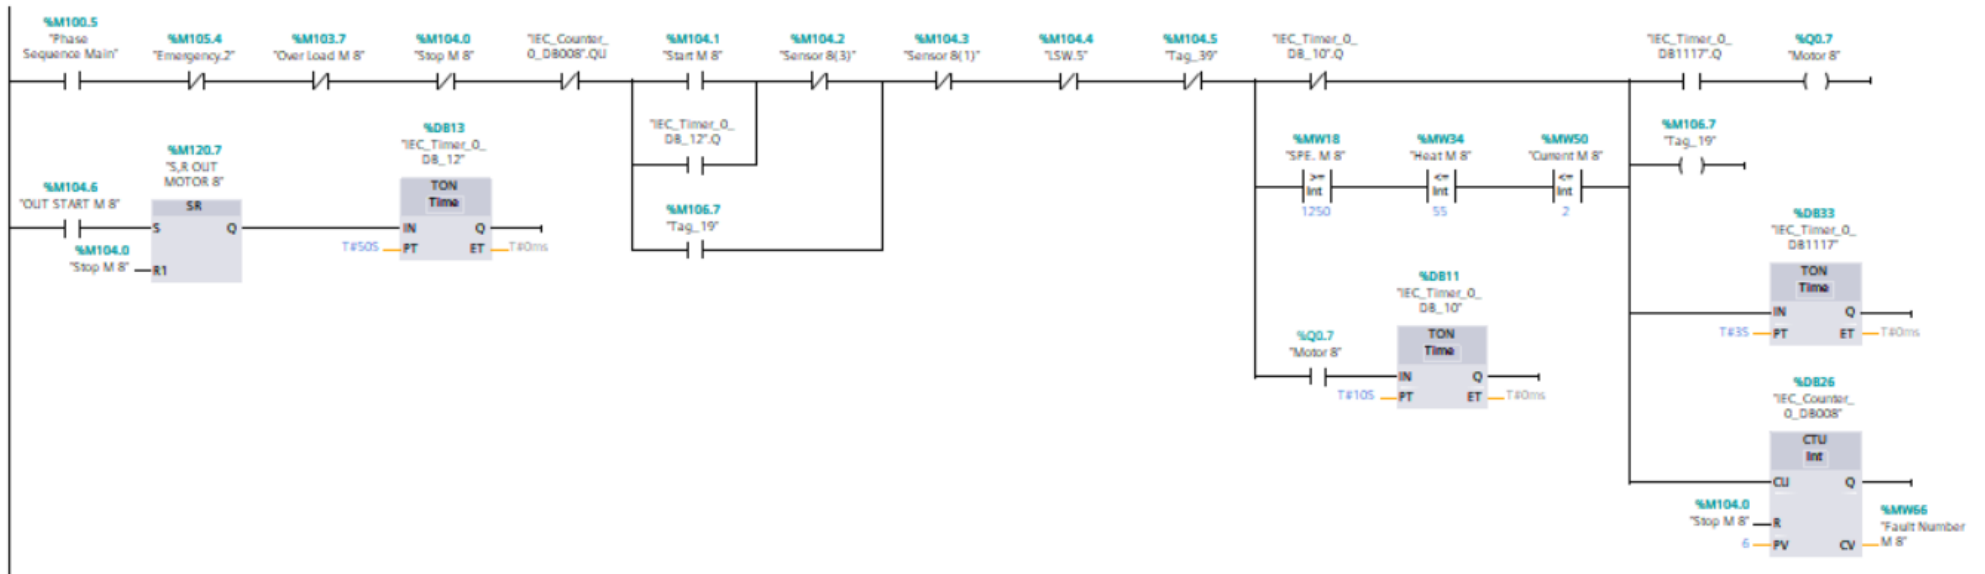 %M100.5
"Phase
Sequence Main"
%M105.4
"Emergency.2"
%M103.7
"Over Load M 8"
%M104.0
"Stop M 8"
"IEC_Counter_
0_DB008".QU
%M104.1
"Start M 8"
%M104.2
"Sensor 8(3)"
%M104.3
"Sensor 8(1)"
%M104.4
"LSW.5"
%M104.5
"Tag_39"
"IEC_Timer_0_
DB_10".Q
"IEC_Timer_0_
DB1117".Q
%Q0.7
"Motor 8"
"IEC_Timer_0_
DB_12".Q
%M106.7
"Tag_19"
%M104.6
"OUT START M 8"
%M120.7
"S,R OUT
MOTOR 8"
SR
S
Q
%M104.0
"Stop M 8"
R1
%DB13
"IEC_Timer_0_
DB_12"
TON
Time
IN
Q
T#50S
PT
ET
T#0ms
%MW18
"SPE. M 8"
>=
Int
1250
%MW34
"Heat M 8"
<=
Int
55
%MW50
"Current M 8"
<=
Int
2
%M106.7
"Tag_19"
%Q0.7
"Motor 8"
%DB11
"IEC_Timer_0_
DB_10"
TON
Time
IN
Q
T#10S
PT
ET
T#0ms
%DB33
"IEC_Timer_0_
DB1117"
TON
Time
IN
Q
T#3S
PT
ET
T#0ms
%DB26
"IEC_Counter_
0_DB008"
CTU
Int
CU
Q
%M104.0
"Stop M 8"
R
6
PV
CV
%MW66
"Fault Number
M 8"